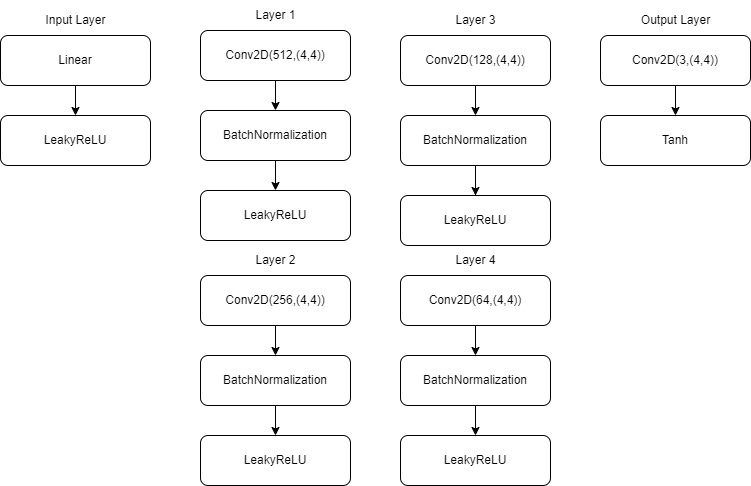 Input Layer
Linear
LeakyReLU
Layer 1
Conv2D(512,(4,4))
BatchNormalization
LeakyReLU
Layer 2
Conv2D(256,(4,4))
BatchNormalization
LeakyReLU
Layer 3
Conv2D(128,(4,4))
BatchNormalization
LeakyReLU
Layer 4
Conv2D(64,(4,4))
BatchNormalization
LeakyReLU
Output Layer
Conv2D(3,(4,4))
Tanh